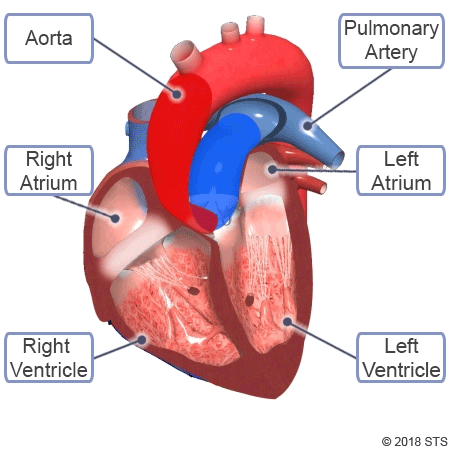 Aorta
Pulmonary
Artery
Right
Atrium
Left
Atrium
Right
Ventricle
Left
Ventricle
© 2018 STS